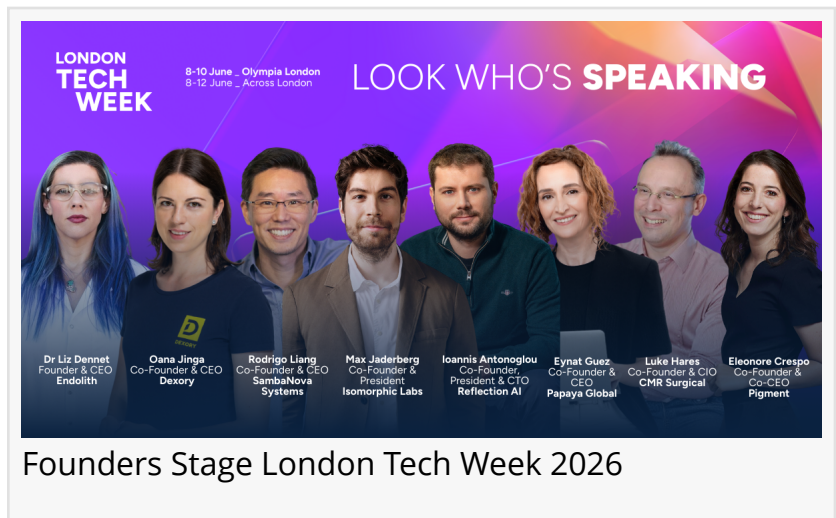 LONDON
TECH
WEEK
8-10 June _ Olympia London
8-12 June _ Across London
LOOK WHO'S SPEAKING
D
DEXORY
Dr Liz Dennet
Founder & CEO
Endolith
Oana Jinga
Co-Founder & CEO
Dexory
Rodrigo Liang
Co-Founder & CEO
SambaNova
Systems
Max Jaderberg
Co-Founder &
President
Isomorphic Labs
Ioannis Antonoglou
Co-Founder,
President & CTO
Reflection AI
Eynat Guez
Co-Founder &
CEO
Papaya Global
Luke Hares
Co-Founder & CIO
CMR Surgical
Eleonore Crespo
Co-Founder &
Co-CEO
Pigment
Founders Stage London Tech Week 2026